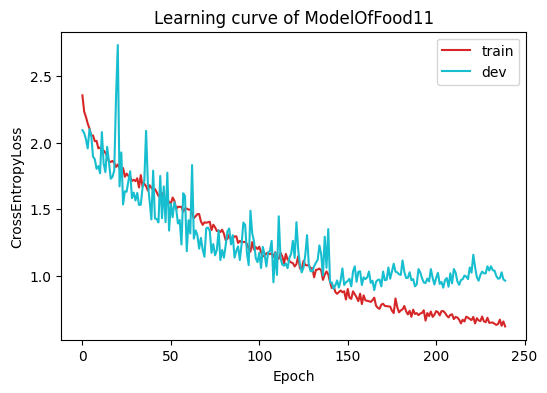 Learning curve of ModelOfFood11
train
dev
CrossEntropyLoss
2.5
2.0
1.5
1.0
0 50 100 150 200 250
Epoch